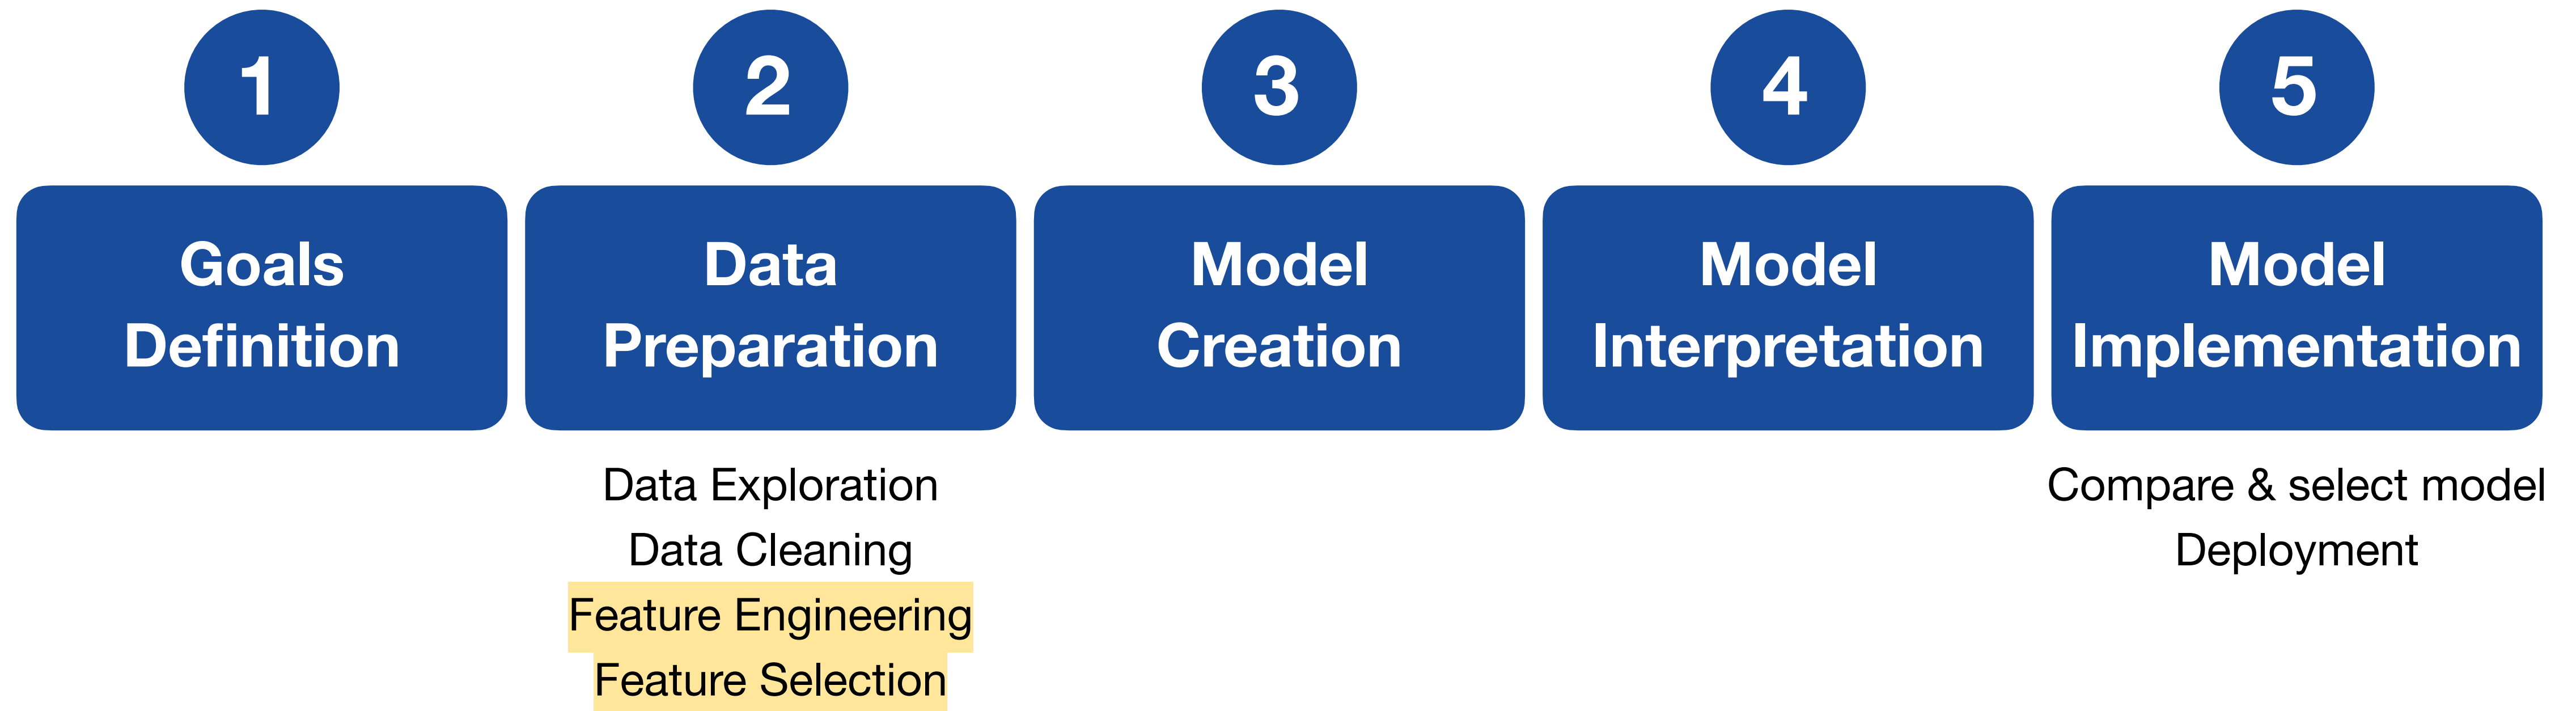 1
Goals
Definition
2
Data
Preparation
Data Exploration
Data Cleaning
Feature Engineering
Feature Selection
3
Model
Creation
4
Model
Interpretation
5
Model
Implementation
Compare & select model
Deployment